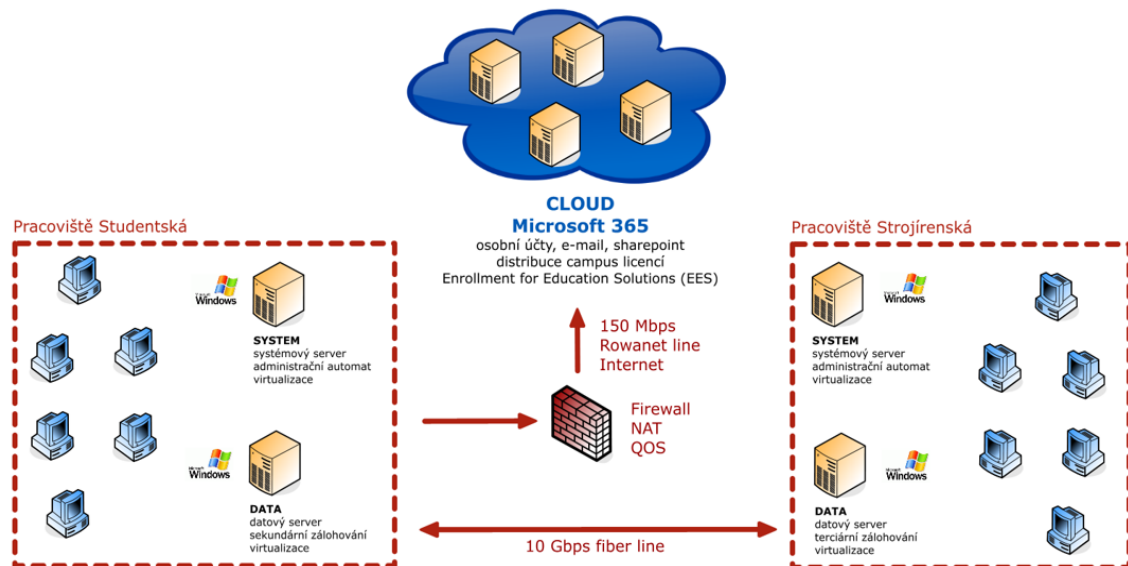 CLOUD
Microsoft 365
osobní účty, e-mail, sharepoint
distribuce campus licencí
Enrollment for Education Solutions (EES)
Pracoviště Studentská
Windows
SYSTEM
systémový server
administrační automat
virtualizace
Microsoft
Windows
DATA
datový server
sekundární zálohování
virtualizace
150 Mbps
Rowanet line
Internet
Firewall
NAT
QOS
10 Gbps fiber line
Pracoviště Strojírenská
Windows
SYSTEM
systémový server
administrační automat
virtualizace
Windows
DATA
datový server
terciární zálohování
virtualizace